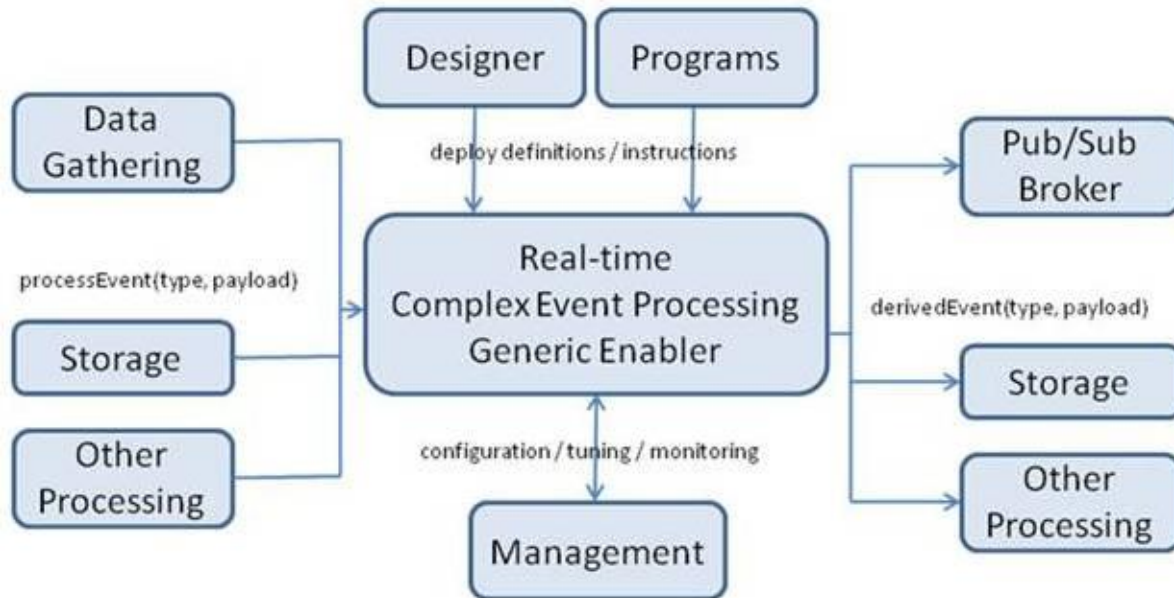 Designer
Programs
Data
Gathering
deploy definitions / instructions
Pub/Sub
Broker
processEvent(type, payload)
Real-time
Complex Event Processing
Generic Enabler
derivedEvent(type, payload)
Storage
Storage
configuration / tuning / monitoring
Other
Processing
Other
Processing
Management